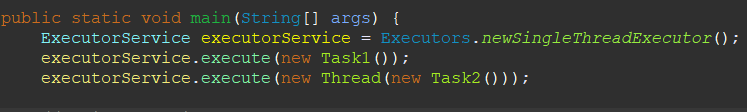 public static void main(String[] args) {
ExecutorService executorService = Executors.newSingleThreadExecutor();
executorService.execute(new Task1());
executorService.execute(new Thread(new Task2()));